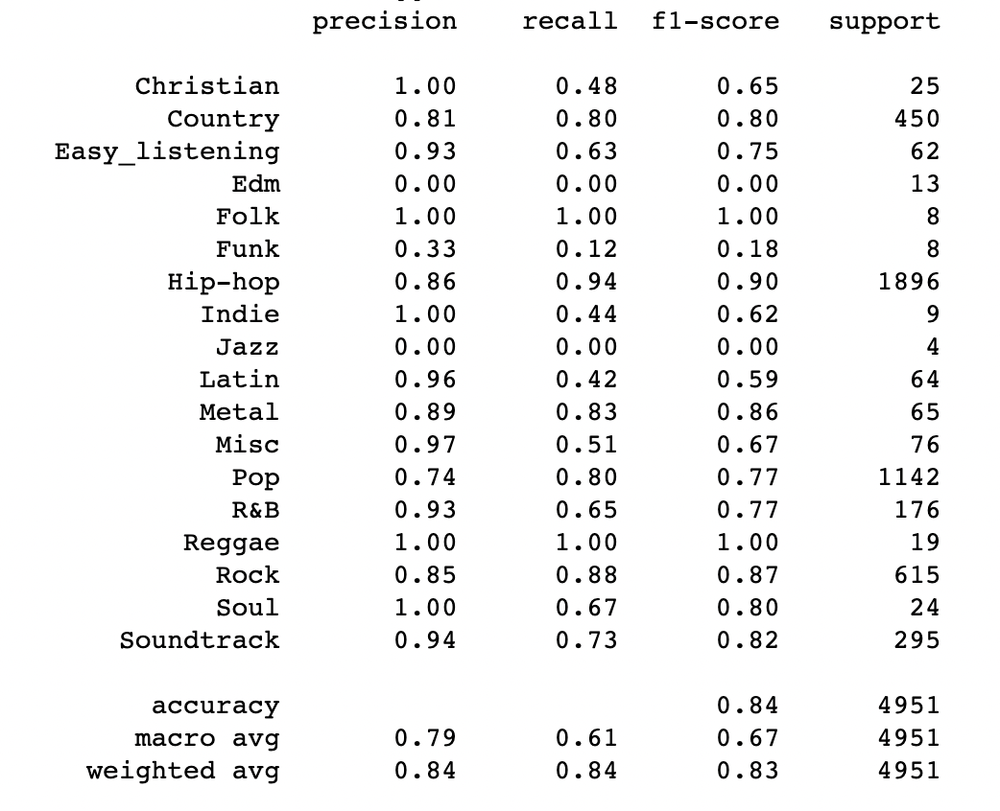 precision recall f1-score support
Christian 1.00 0.48 0.65 25
Country 0.81 0.80 0.80 450
Easy_listening 0.93 0.63 0.75 62
Edm 0.00 0.00 0.00 13
Folk 1.00 1.00 1.00 8
Funk 0.33 0.12 0.18 8
Hip-hop 0.86 0.94 0.90 1896
Indie 1.00 0.44 0.62 9
Jazz 0.00 0.00 0.00 4
Latin 0.96 0.42 0.59 64
Metal 0.89 0.83 0.86 65
Misc 0.97 0.51 0.67 76
Pop 0.74 0.80 0.77 1142
R&B 0.93 0.65 0.77 176
Reggae 1.00 1.00 1.00 19
Rock 0.85 0.88 0.87 615
Soul 1.00 0.67 0.80 24
Soundtrack 0.94 0.73 0.82 295
accuracy 0.84 4951
macro avg 0.79 0.61 0.67 4951
weighted avg 0.84 0.84 0.83 4951